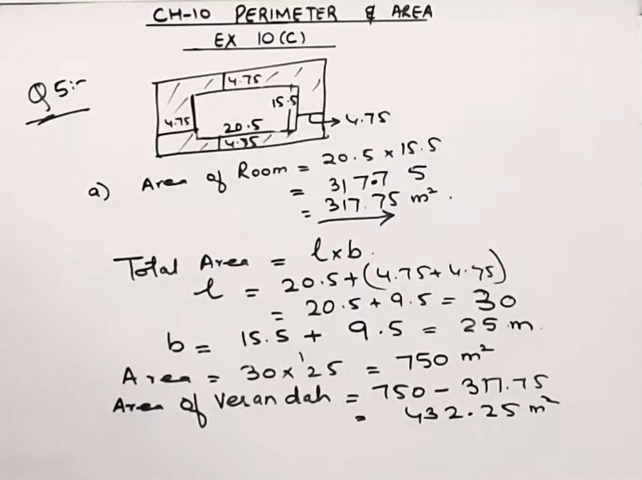 CH-10 PERIMETER & AREA
EX 10(C)
Q 5:-
4.75
15.5
4.75
20.5
4.75
4.75
a) Area of Room = 20.5 x 15.5
= 317.75
= 317.75 m².
Total Area = l x b.
l = 20.5 + (4.75 + 4.75)
= 20.5 + 9.5 = 30
b = 15.5 + 9.5 = 25 m.
Area = 30 x 25 = 750 m²
Area of Verandah = 750 - 317.75
= 432.25 m²